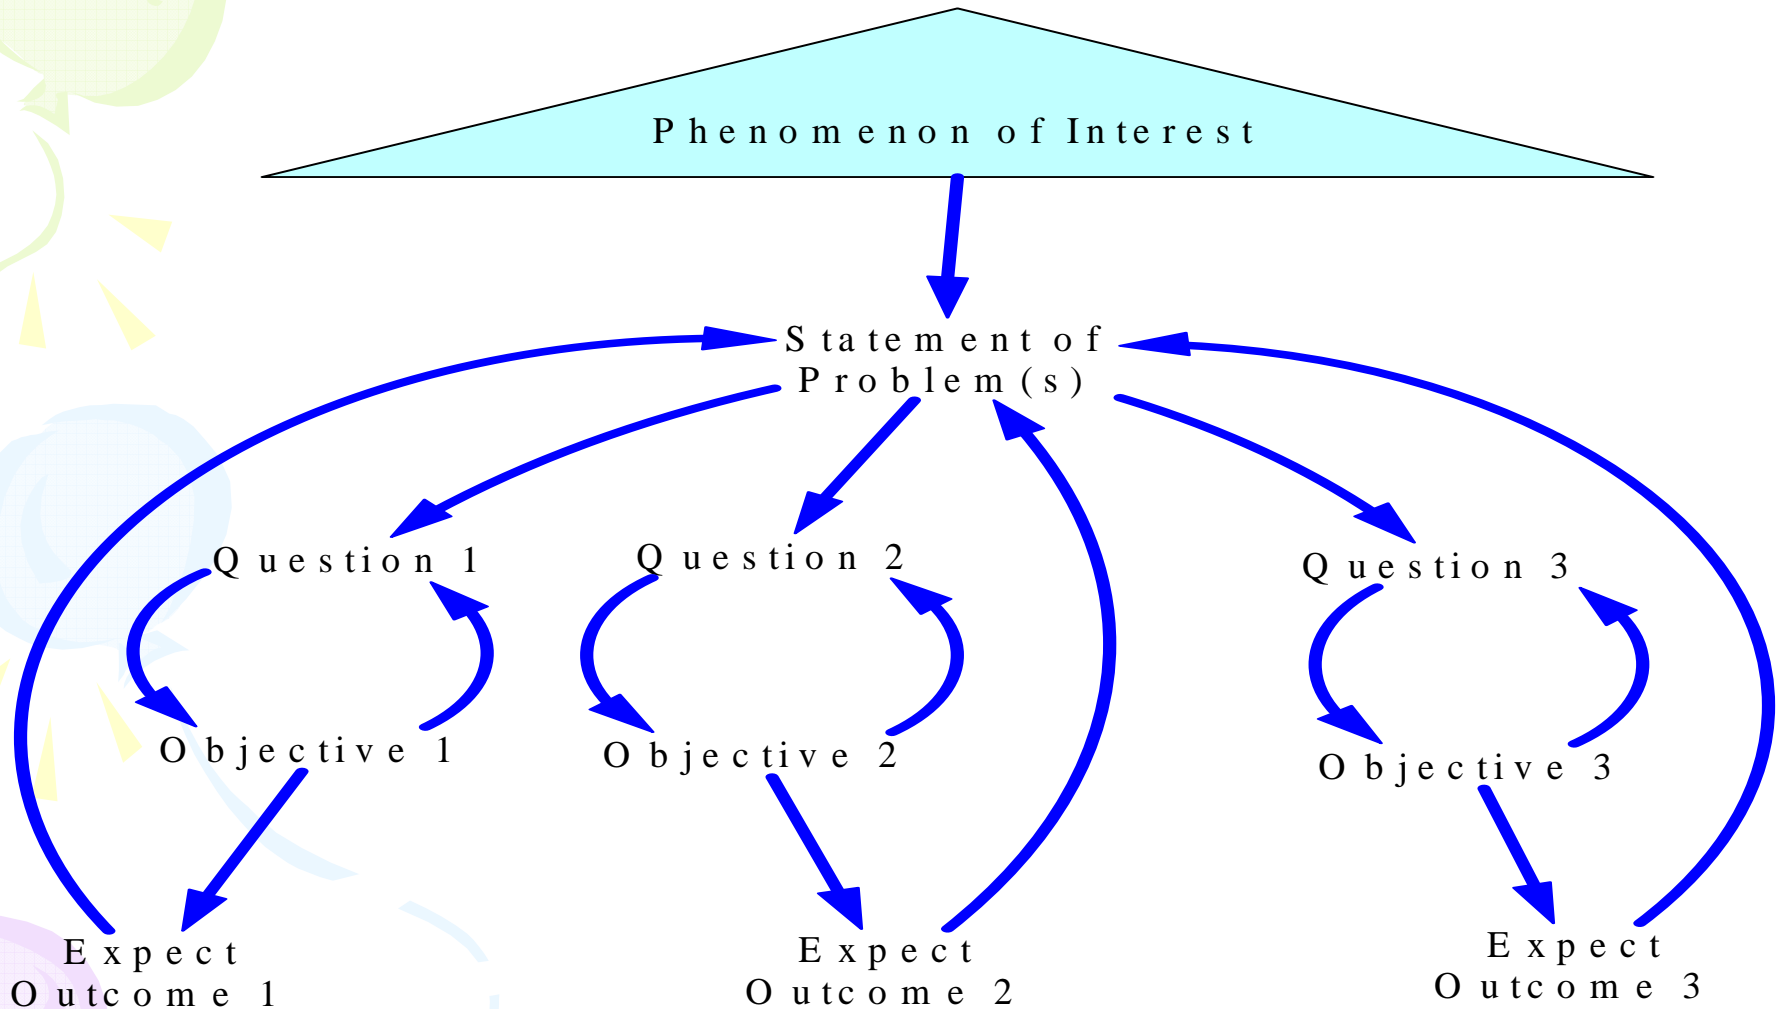 Phenomenon of Interest
Statement of
Problem(s)
Question 1
Question 2
Question 3
Objective 1
Objective 2
Objective 3
Expect
Outcome 1
Expect
Outcome 2
Expect
Outcome 3